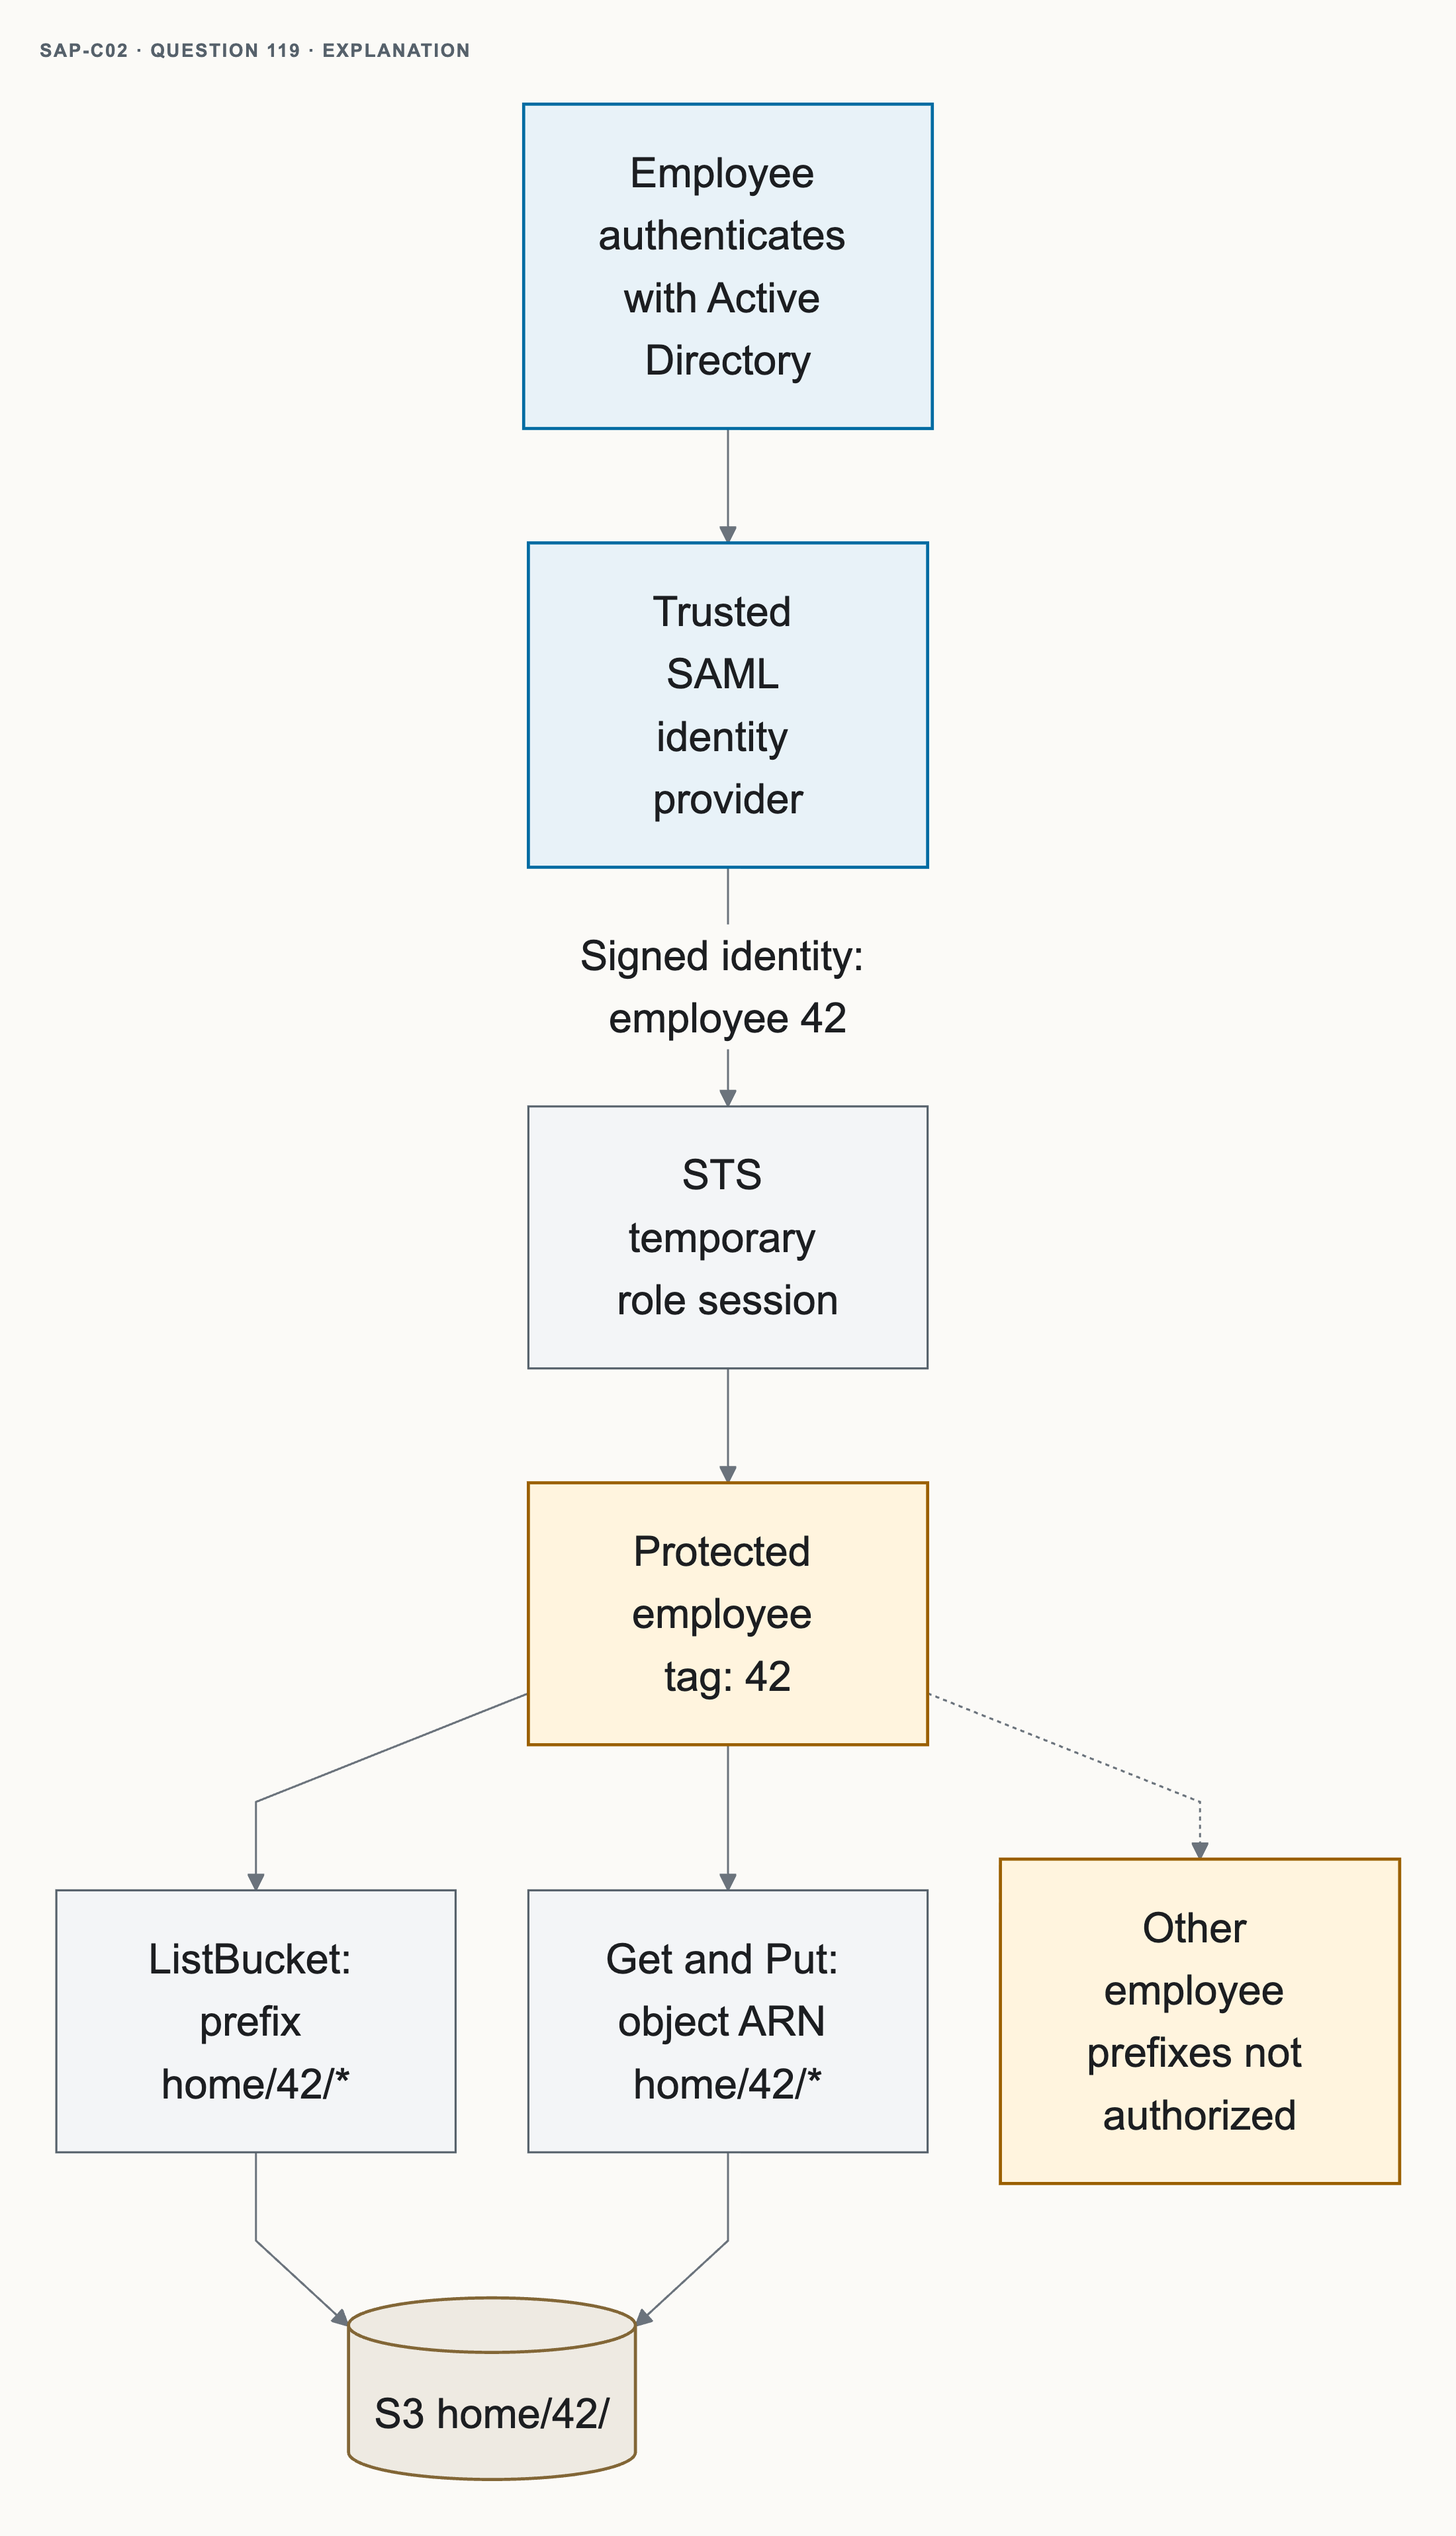 SAP-C02 · QUESTION 119 · EXPLANATION
Employee
authenticates
with Active
Directory
Trusted
SAML
identity
provider
Signed identity:
employee 42
STS
temporary
role session
Protected
employee
tag: 42
ListBucket:
prefix
home/42/*
Get and Put:
object ARN
home/42/*
Other
employee
prefixes not
authorized
S3 home/42/